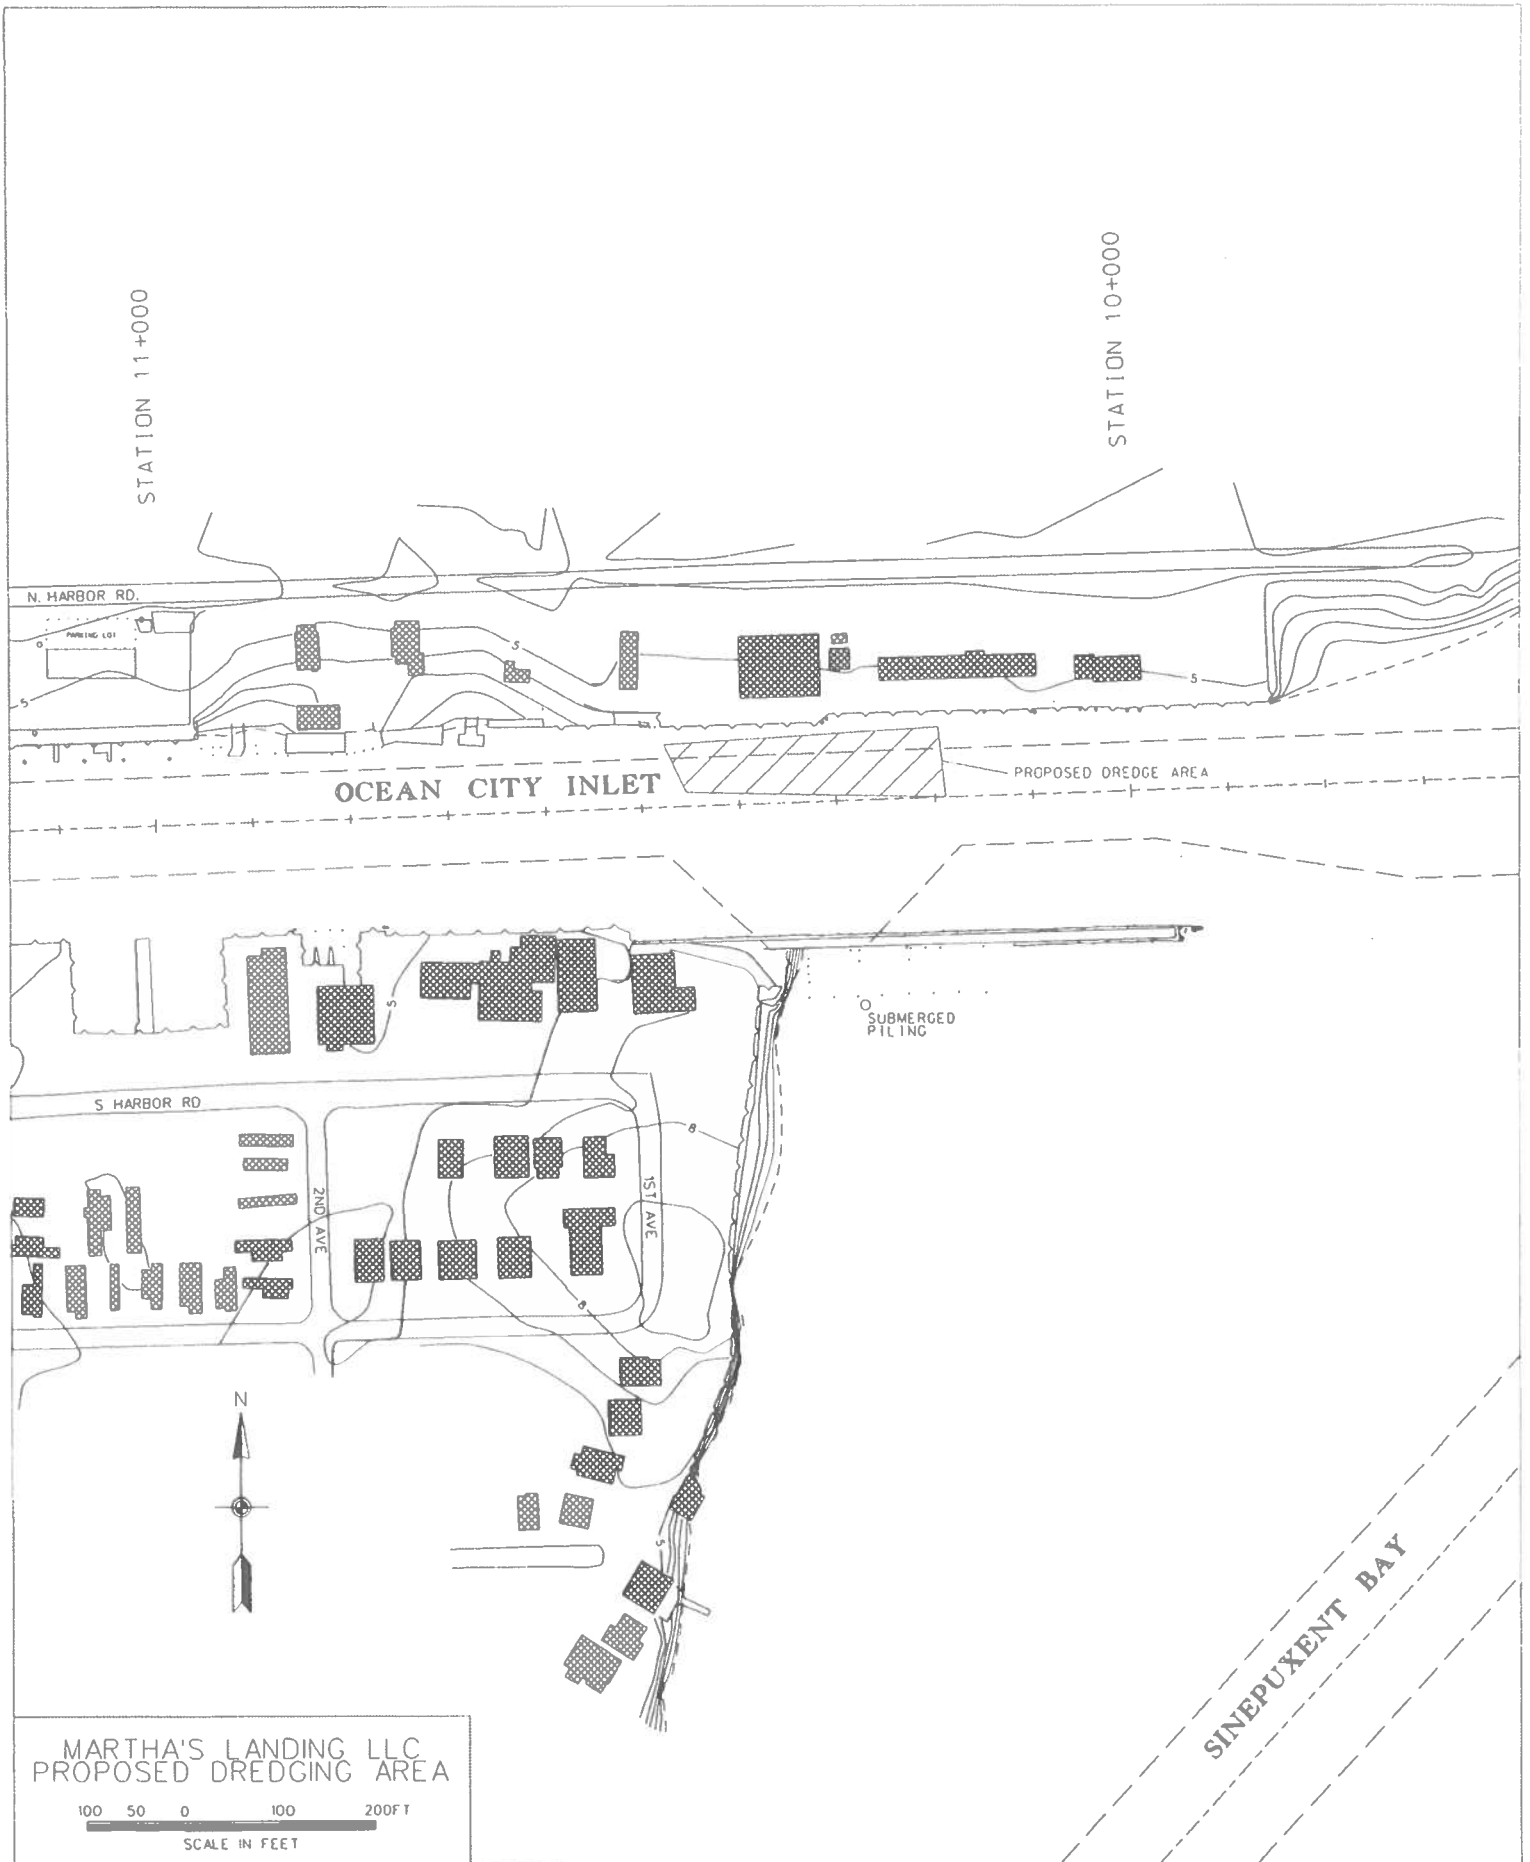 STATION 11+000
STATION 10+000
N. HARBOR RD.
PARKING LOT
5
5
5
OCEAN CITY INLET
PROPOSED DREDGE AREA
5
SUBMERGED
PILING
S HARBOR RD
8
2ND AVE
1ST AVE
8
N
5
SINEPUXENT BAY
MARTHA'S LANDING LLC
PROPOSED DREDGING AREA
100 50 0 100 200FT
SCALE IN FEET